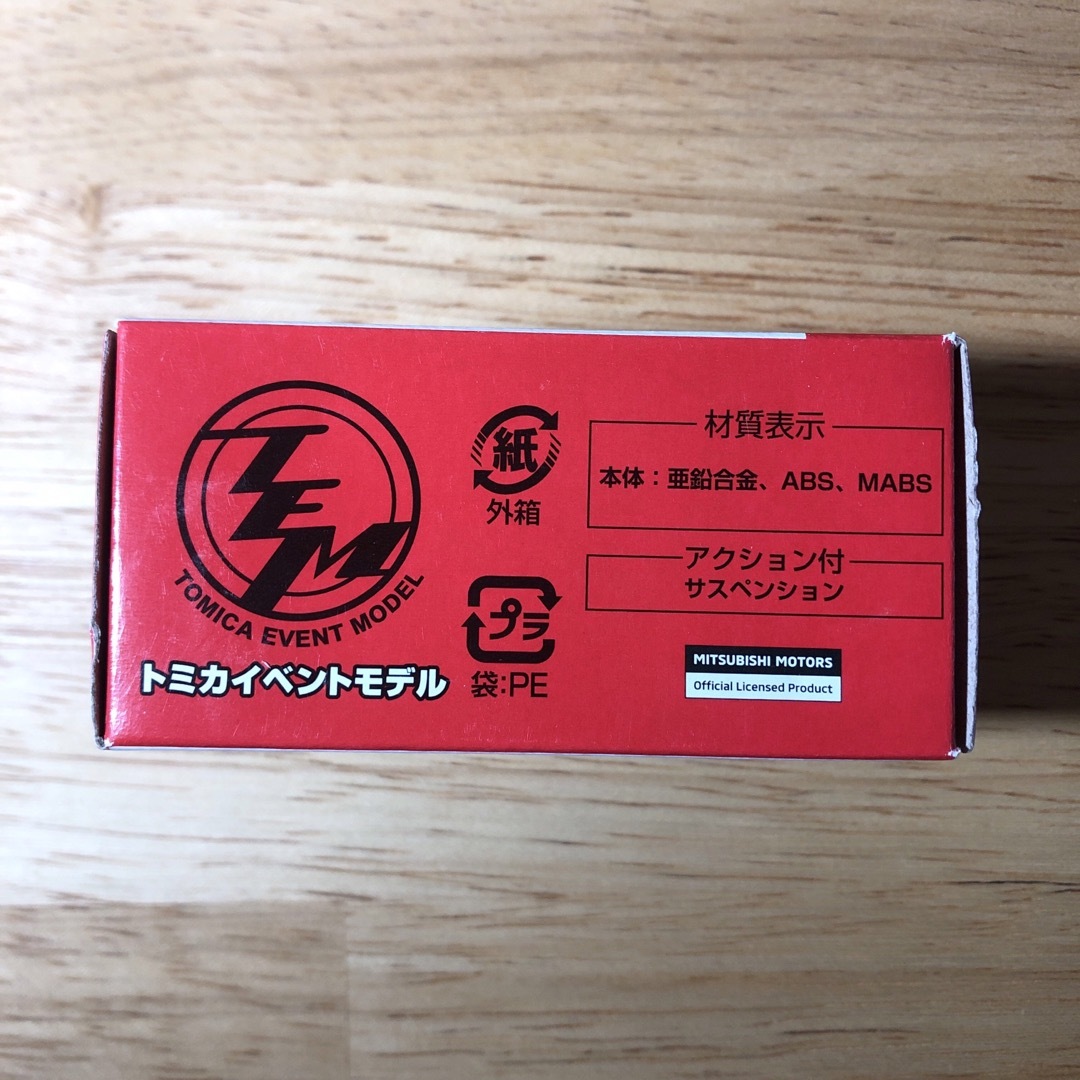 TEM
TOMICA EVENT MODEL
トミカイベントモデル
紙
外箱
プラ
袋:PE
材質表示
本体:亜鉛合金、ABS、MABS
アクション付
サスペンション
MITSUBISHI MOTORS
Official Licensed Product